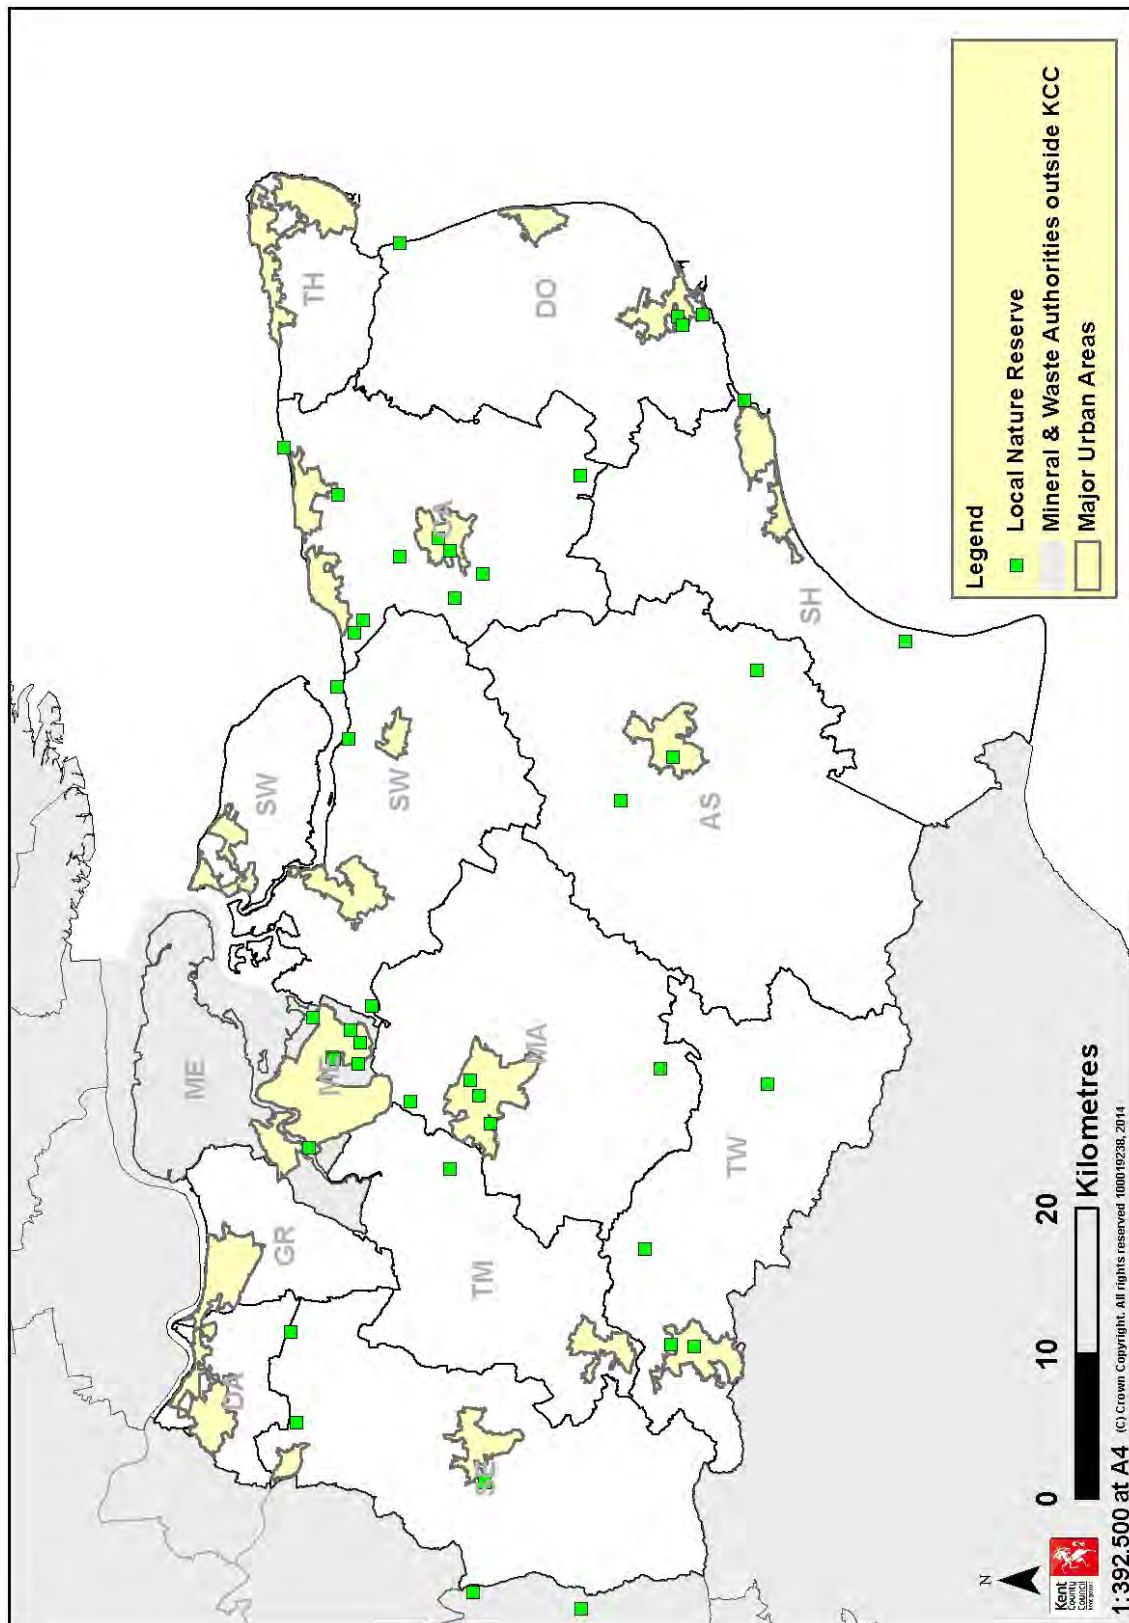 TH
DO
CA
SW
SW
SH
ME
ME
AS
MA
GR
TM
TW
DA
SE
Legend
Local Nature Reserve
Mineral & Waste Authorities outside KCC
Major Urban Areas
N
Kent
County
Council
0 10 20
Kilometres
1:392,500 at A4 (C) Crown Copyright. All rights reserved 100019238, 2014